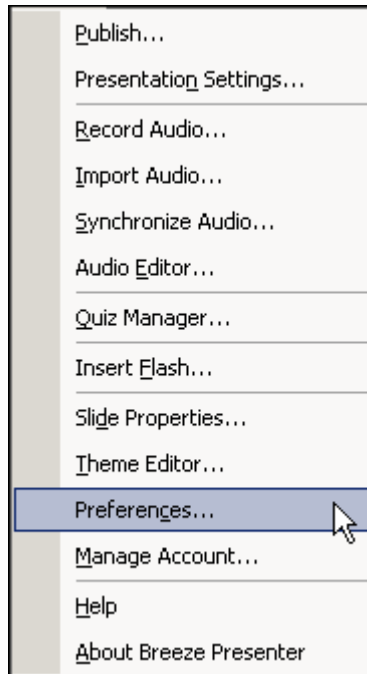 Publish...
Presentation Settings...
Record Audio...
Import Audio...
Synchronize Audio...
Audio Editor...
Quiz Manager...
Insert Flash...
Slide Properties...
Theme Editor...
Preferences...
Manage Account...
Help
About Breeze Presenter